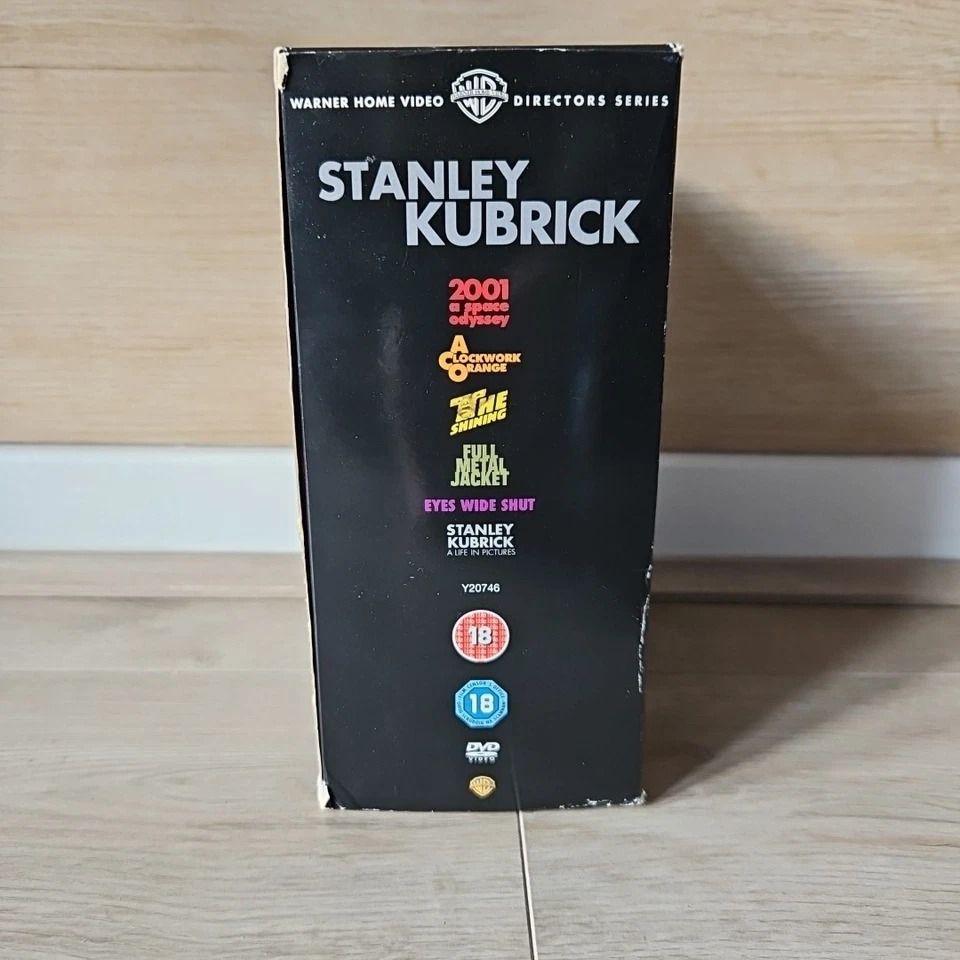 WARNER HOME VIDEO DIRECTORS SERIES
STANLEY
KUBRICK
2001
a space
odyssey
A
CLOCKWORK
ORANGE
THE
SHINING
FULL
METAL
JACKET
EYES WIDE SHUT
STANLEY
KUBRICK
A LIFE IN PICTURES
Y20746
18
18
DVD
VIDEO